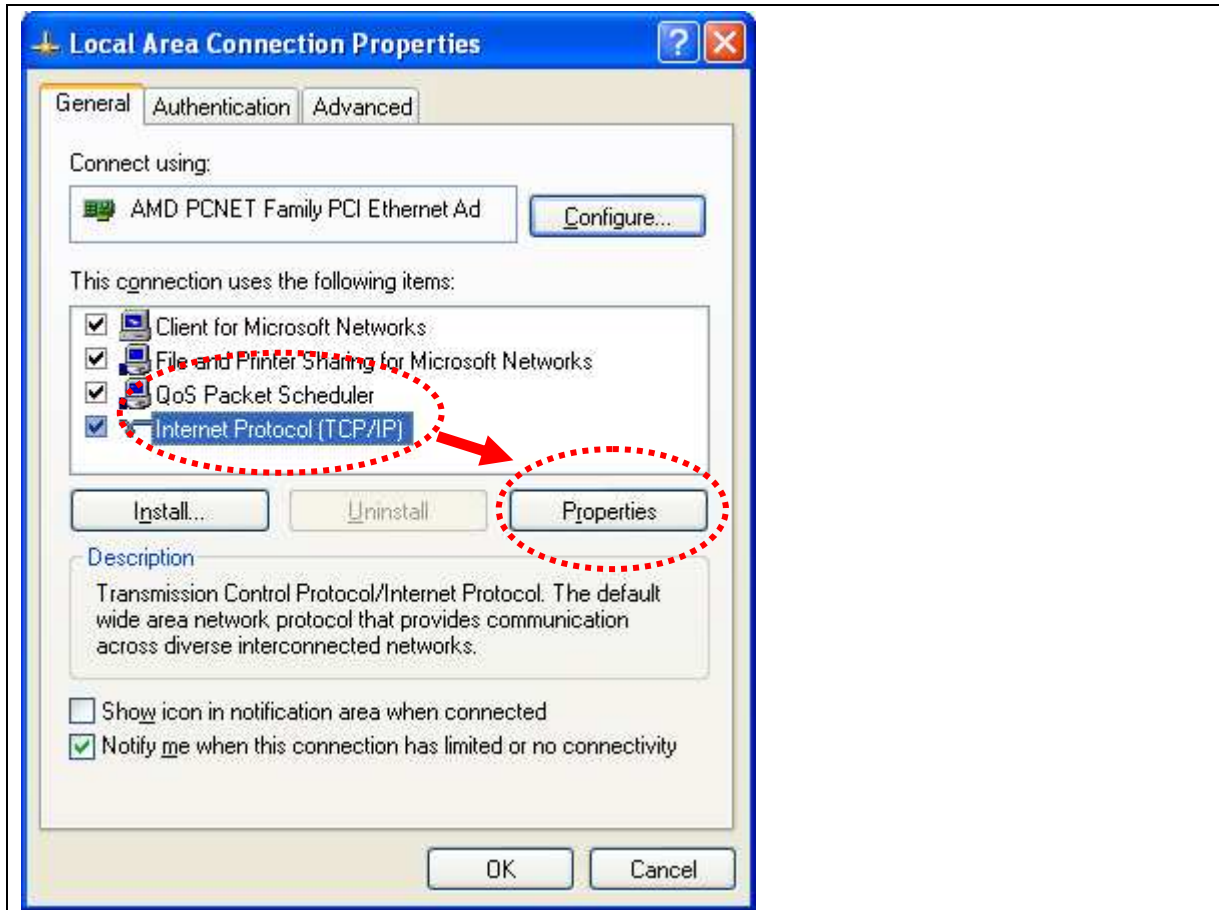 Local Area Connection Properties
General Authentication Advanced
Connect using:
AMD PCNET Family PCI Ethernet Ad
Configure...
This connection uses the following items:
Client for Microsoft Networks
File and Printer Sharing for Microsoft Networks
QoS Packet Scheduler
Internet Protocol (TCP/IP)
Install... Uninstall Properties
Description
Transmission Control Protocol/Internet Protocol. The default
wide area network protocol that provides communication
across diverse interconnected networks.
Show icon in notification area when connected
Notify me when this connection has limited or no connectivity
OK Cancel